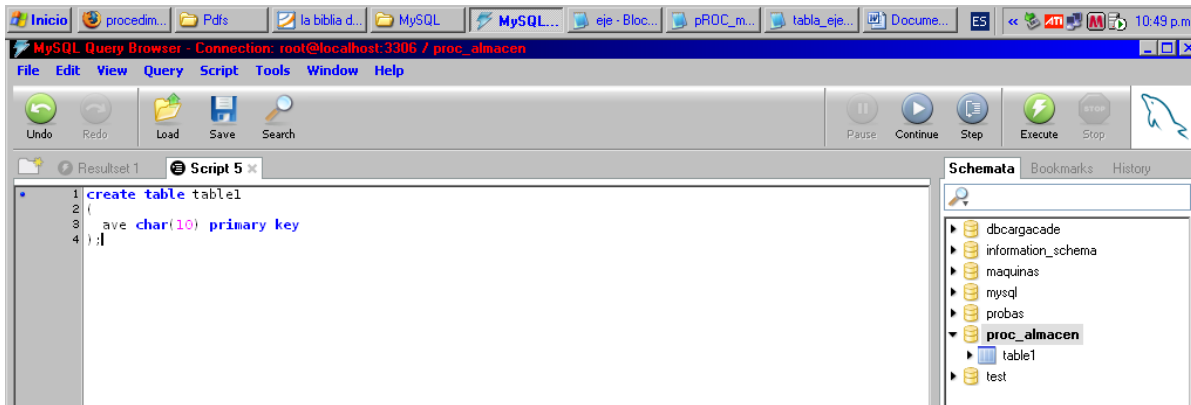 Inicio procedim... Pdfs la biblia d... MySQL MySQL... eje - Bloc... pROC_m... tabla_eje... Docume... ES « ATI M 10:49 p.m
MySQL Query Browser - Connection: root@localhost:3306 / proc_almacen
File Edit View Query Script Tools Window Help
Undo Redo Load Save Search Pause Continue Step Execute Stop
Resultset 1 Script 5 Schemata Bookmarks History
1 create table table1
2 (
3 ave char(10) primary key
4 );
dbcargacade
information_schema
maquinas
mysql
probas
proc_almacen
table1
test